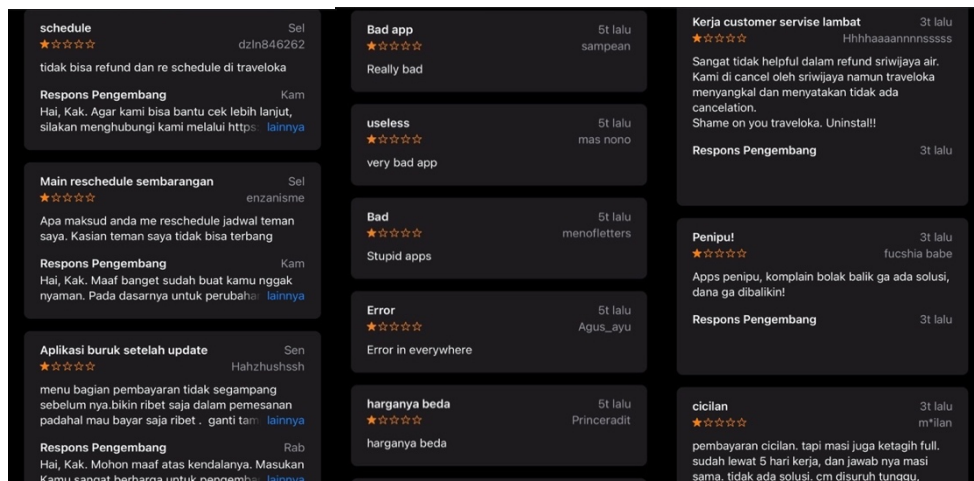 schedule Sel
dzln846262
tidak bisa refund dan re schedule di traveloka
Respons Pengembang Kam
Hai, Kak. Agar kami bisa bantu cek lebih lanjut,
silakan menghubungi kami melalui https: lainnya
Main reschedule sembarangan Sel
enzanisme
Apa maksud anda me reschedule jadwal teman
saya. Kasian teman saya tidak bisa terbang
Respons Pengembang Kam
Hai, Kak. Maaf banget sudah buat kamu nggak
nyaman. Pada dasarnya untuk perubaha lainnya
Aplikasi buruk setelah update Sen
Hahzhushssh
menu bagian pembayaran tidak segampang
sebelum nya.bikin ribet saja dalam pemesanan
padahal mau bayar saja ribet . ganti tam lainnya
Respons Pengembang Rab
Hai, Kak. Mohon maaf atas kendalanya. Masukan
Kamu sangat berharga untuk pengemba lainnya
Bad app 5t lalu
sampean
Really bad
useless 5t lalu
mas nono
very bad app
Bad 5t lalu
menofletters
Stupid apps
Error 5t lalu
Agus_ayu
Error in everywhere
harganya beda 5t lalu
Princeradit
harganya beda
Kerja customer servise lambat 3t lalu
Hhhhaaaannnnsssss
Sangat tidak helpful dalam refund sriwijaya air.
Kami di cancel oleh sriwijaya namun traveloka
menyangkal dan menyatakan tidak ada
cancelation.
Shame on you traveloka. Uninstal!!
Respons Pengembang 3t lalu
Penipu! 3t lalu
fucshia babe
Apps penipu, komplain bolak balik ga ada solusi,
dana ga dibalikin!
Respons Pengembang 3t lalu
cicilan 3t lalu
m*ilan
pembayaran cicilan. tapi masi juga ketagih full.
sudah lewat 5 hari kerja, dan jawab nya masi
sama. tidak ada solusi. cm disuruh tunggu,